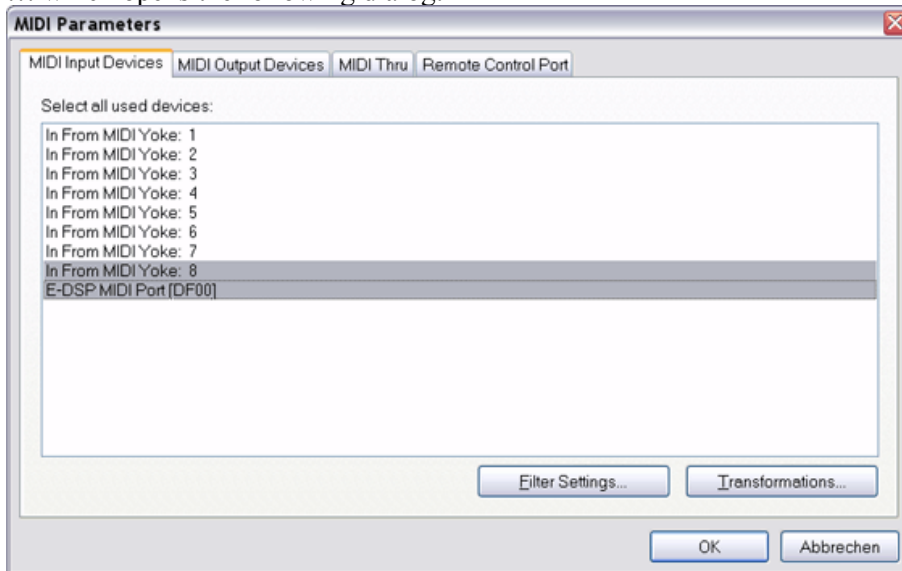 MIDI Parameters
MIDI Input Devices MIDI Output Devices MIDI Thru Remote Control Port
Select all used devices:
In From MIDI Yoke: 1
In From MIDI Yoke: 2
In From MIDI Yoke: 3
In From MIDI Yoke: 4
In From MIDI Yoke: 5
In From MIDI Yoke: 6
In From MIDI Yoke: 7
In From MIDI Yoke: 8
E-DSP MIDI Port [DF00]
Filter Settings... Transformations...
OK Abbrechen